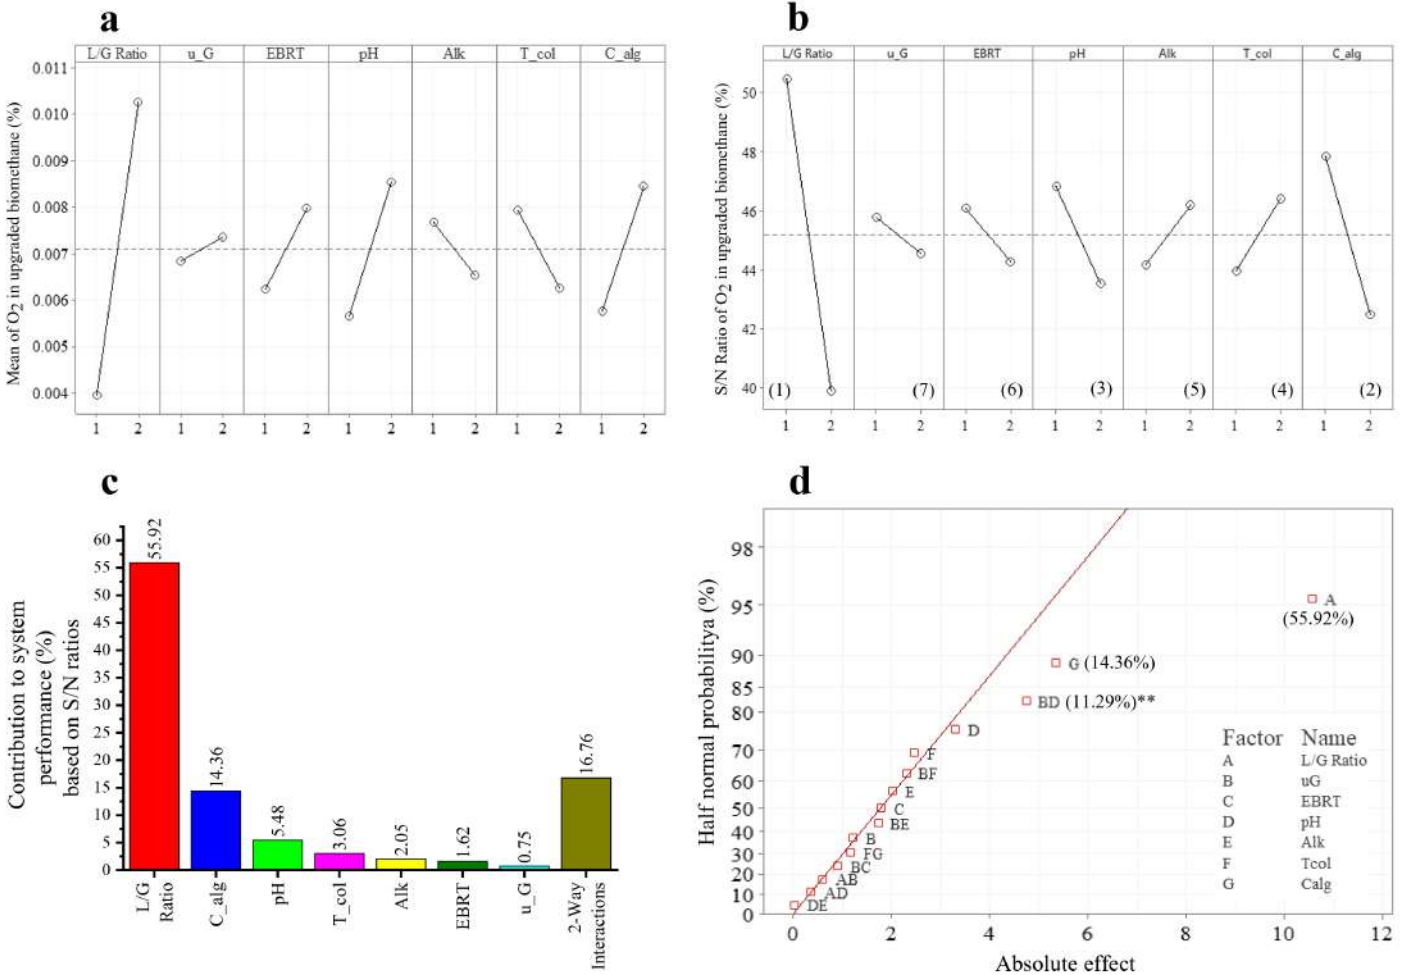 a
L/G Ratio u_G EBRT pH Alk T_col C_alg
Mean of O2 in upgraded biomethane (%)
0.011
0.010
0.009
0.008
0.007
0.006
0.005
0.004
1 2 1 2 1 2 1 2 1 2 1 2 1 2
b
L/G Ratio u_G EBRT pH Alk T_col C_alg
S/N Ratio of O2 in upgraded biomethane (%)
50
48
46
44
42
40
(1) (7) (6) (3) (5) (4) (2)
1 2 1 2 1 2 1 2 1 2 1 2 1 2
c
Contribution to system
performance (%)
based on S/N ratios
60
55
50
45
40
35
30
25
20
15
10
5
0
55.92
14.36
5.48
3.06
2.05
1.62
0.75
16.76
L/G
Ratio
C_alg
pH
T_col
Alk
EBRT
u_G
2-Way
Interactions
d
Half normal probabilitya (%)
98
95
90
85
80
70
60
50
40
30
20
10
0
A
(55.92%)
G (14.36%)
BD (11.29%)**
D
F
BF
E
C
BE
B
FG
BC
AB
AD
DE
Factor Name
A L/G Ratio
B uG
C EBRT
D pH
E Alk
F Tcol
G Calg
0 2 4 6 8 10 12
Absolute effect